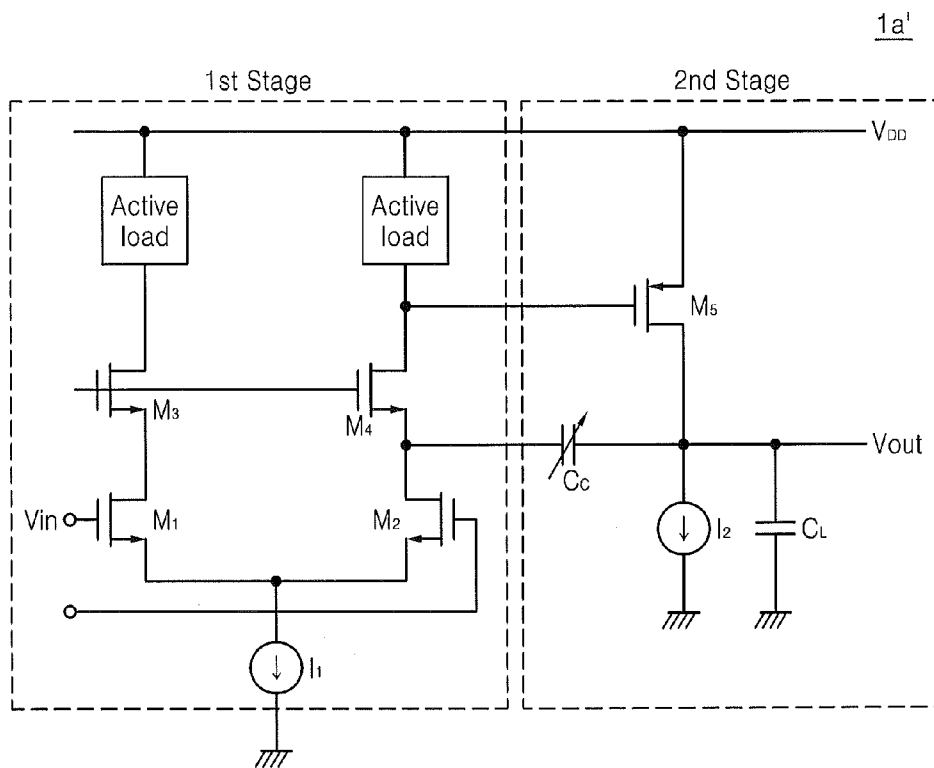 1a'
1st Stage
2nd Stage
VDD
Active load
Active load
M5
M3
M4
Cc
Vout
Vin
M1
M2
I2
CL
I1